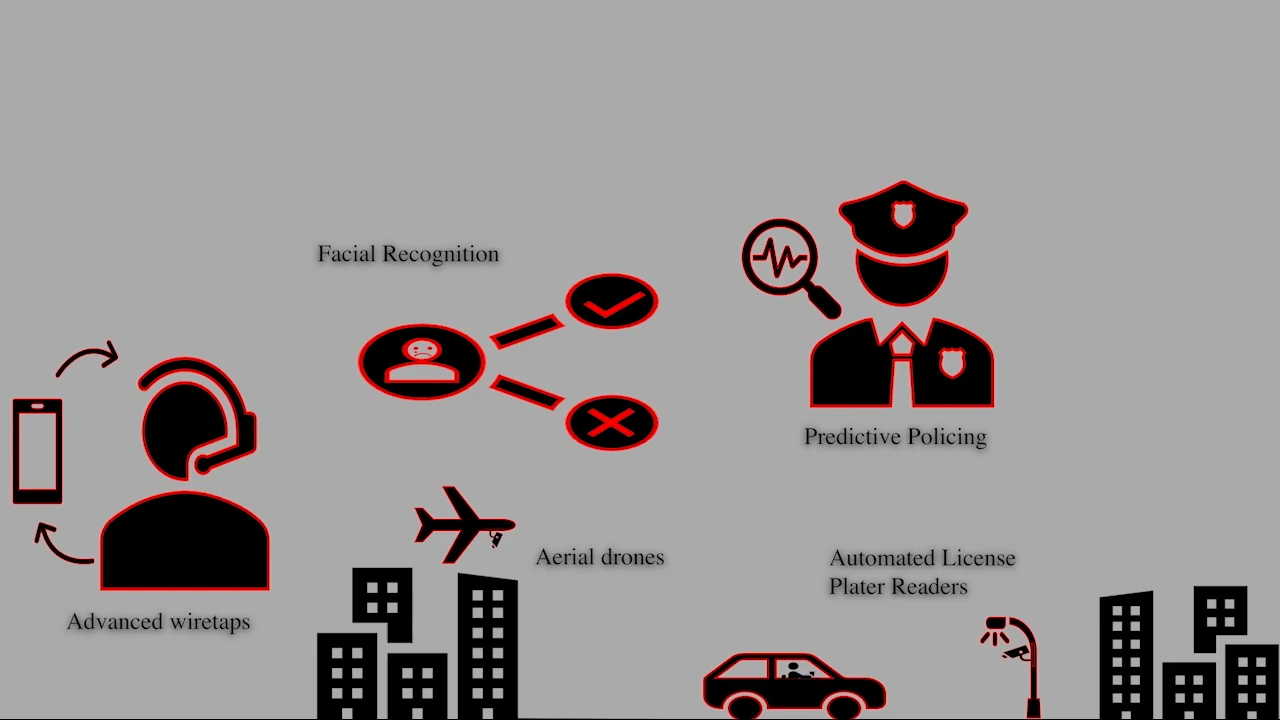 Facial Recognition
Predictive Policing
Aerial drones
Automated License
Plater Readers
Advanced wiretaps